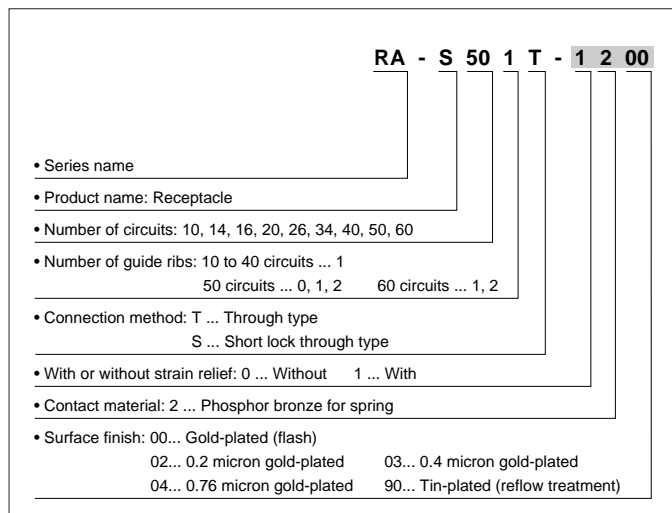 RA - S 50 1 T - 1 2 00
• Series name
• Product name: Receptacle
• Number of circuits: 10, 14, 16, 20, 26, 34, 40, 50, 60
• Number of guide ribs: 10 to 40 circuits ... 1
50 circuits ... 0, 1, 2 60 circuits ... 1, 2
• Connection method: T ... Through type
S ... Short lock through type
• With or without strain relief: 0 ... Without 1 ... With
• Contact material: 2 ... Phosphor bronze for spring
• Surface finish: 00... Gold-plated (flash)
02... 0.2 micron gold-plated 03... 0.4 micron gold-plated
04... 0.76 micron gold-plated 90... Tin-plated (reflow treatment)